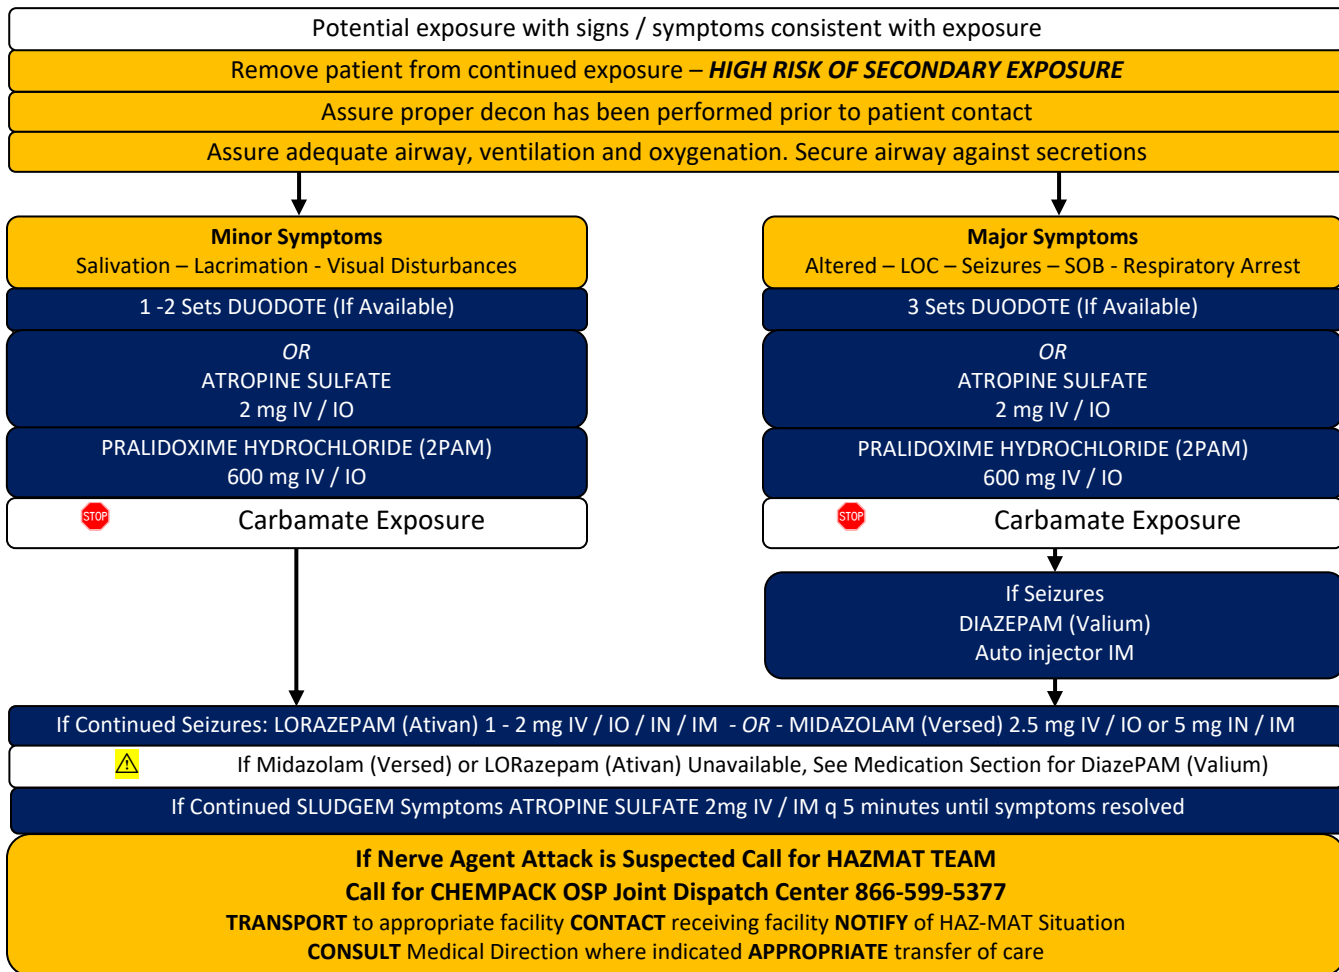 Potential exposure with signs / symptoms consistent with exposure
Remove patient from continued exposure – HIGH RISK OF SECONDARY EXPOSURE
Assure proper decon has been performed prior to patient contact
Assure adequate airway, ventilation and oxygenation. Secure airway against secretions
Minor Symptoms
Salivation – Lacrimation - Visual Disturbances
1 -2 Sets DUODOTE (If Available)
OR
ATROPINE SULFATE
2 mg IV / IO
PRALIDOXIME HYDROCHLORIDE (2PAM)
600 mg IV / IO
STOP
Carbamate Exposure
Major Symptoms
Altered – LOC – Seizures – SOB - Respiratory Arrest
3 Sets DUODOTE (If Available)
OR
ATROPINE SULFATE
2 mg IV / IO
PRALIDOXIME HYDROCHLORIDE (2PAM)
600 mg IV / IO
STOP
Carbamate Exposure
If Seizures
DIAZEPAM (Valium)
Auto injector IM
If Continued Seizures: LORAZEPAM (Ativan) 1 - 2 mg IV / IO / IN / IM - OR - MIDAZOLAM (Versed) 2.5 mg IV / IO or 5 mg IN / IM
If Midazolam (Versed) or LORazepam (Ativan) Unavailable, See Medication Section for DiazePAM (Valium)
If Continued SLUDGEM Symptoms ATROPINE SULFATE 2mg IV / IM q 5 minutes until symptoms resolved
If Nerve Agent Attack is Suspected Call for HAZMAT TEAM
Call for CHEMPACK OSP Joint Dispatch Center 866-599-5377
TRANSPORT to appropriate facility CONTACT receiving facility NOTIFY of HAZ-MAT Situation
CONSULT Medical Direction where indicated APPROPRIATE transfer of care